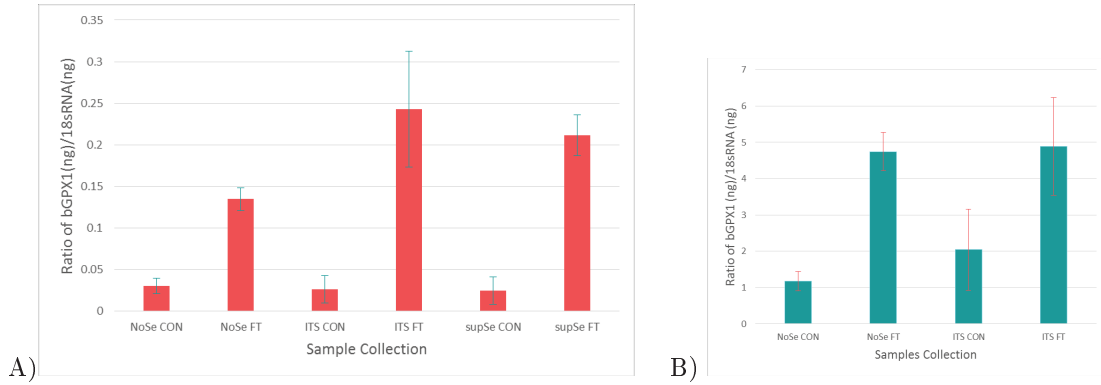 0.35
0.3
0.25
0.2
0.15
0.1
0.05
0
Ratio of bGPX1(ng)/18sRNA(ng)
NoSe CON NoSe FT ITS CON ITS FT supSe CON supSe FT
Sample Collection
A)
7
6
5
4
3
2
1
0
Ratio of bGPX1 (ng)/18sRNA (ng)
NoSe CON NoSe FT ITS CON ITS FT
Samples Collection
B)